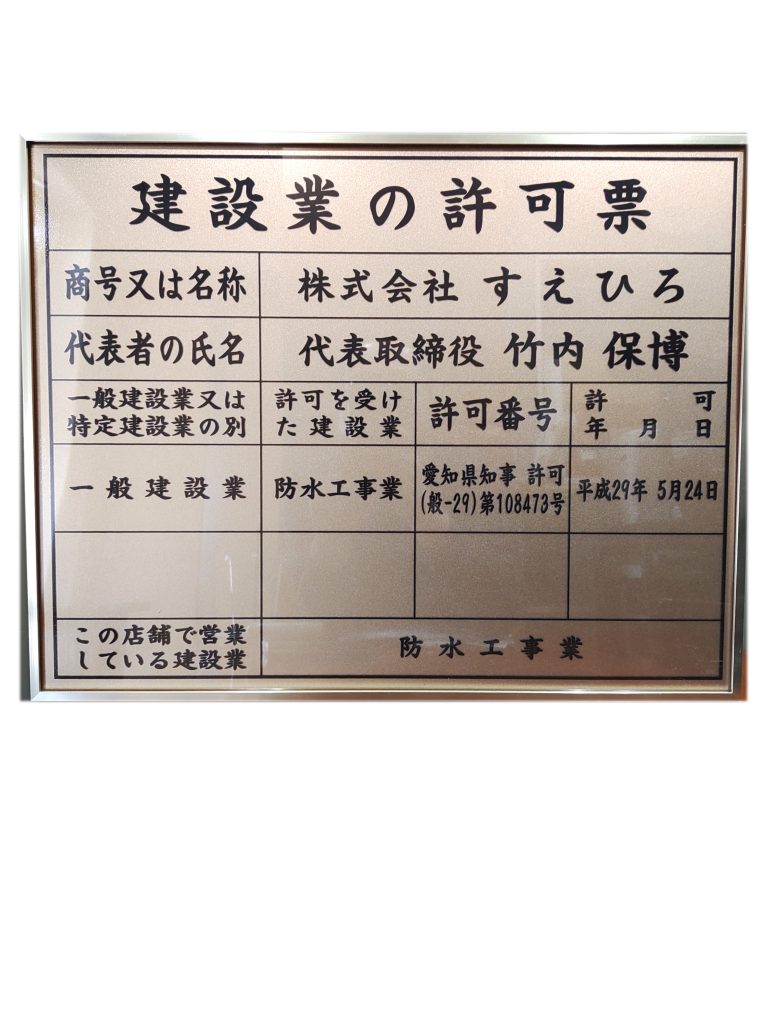 建設業の許可票
商号又は名称 株式会社 すえひろ
代表者の氏名 代表取締役 竹内 保博
一般建設業又は 許可を受け 許可番号 許可
特定建設業の別 た建設業 年月日
一般建設業 防水工事業 愛知県知事 許可 平成29年 5月24日
(般-29)第108473号
この店舗で営業 防水工事業
している建設業